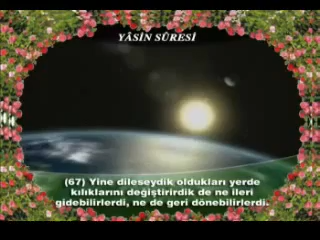 YÂSİN SÛRESİ
(67) Yine dileseydik oldukları yerde
kılıklarını değiştirirdik de ne ileri
gidebilirlerdi, ne de geri dönebilirlerdi.